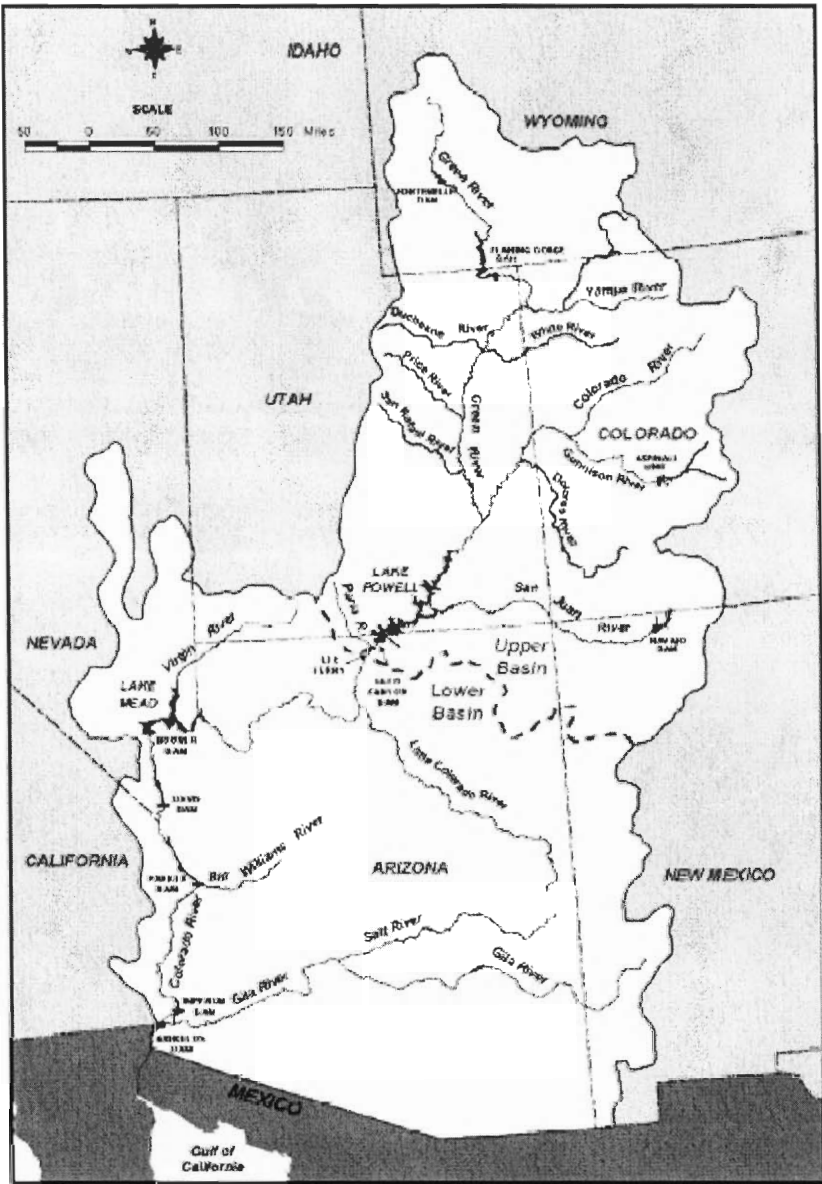 N
E
IDAHO
SCALE
50 0 50 100 150 Miles
WYOMING
Green River
DAM
FLAMING GORGE
DAM
Yampa River
Duchesne River
White River
Price River
Colorado River
UTAH
San Rafael River
Green River
COLORADO
Gunnison River
Dolores River
LAKE
POWELL
San Juan River
Paria R.
NEVADA
Virgin River
NAVAJO
DAM
Upper
Basin
LEE
FERRY
LAKE
MEAD
CANYON
DAM
Lower
Basin
HOOVER
DAM
Little Colorado River
DAM
CALIFORNIA
Bill Williams River
ARIZONA
NEW MEXICO
PARKER
DAM
Colorado River
Salt River
Gila River
Gila River
IMPERIAL
DAM
MEXICO
Gulf of
California